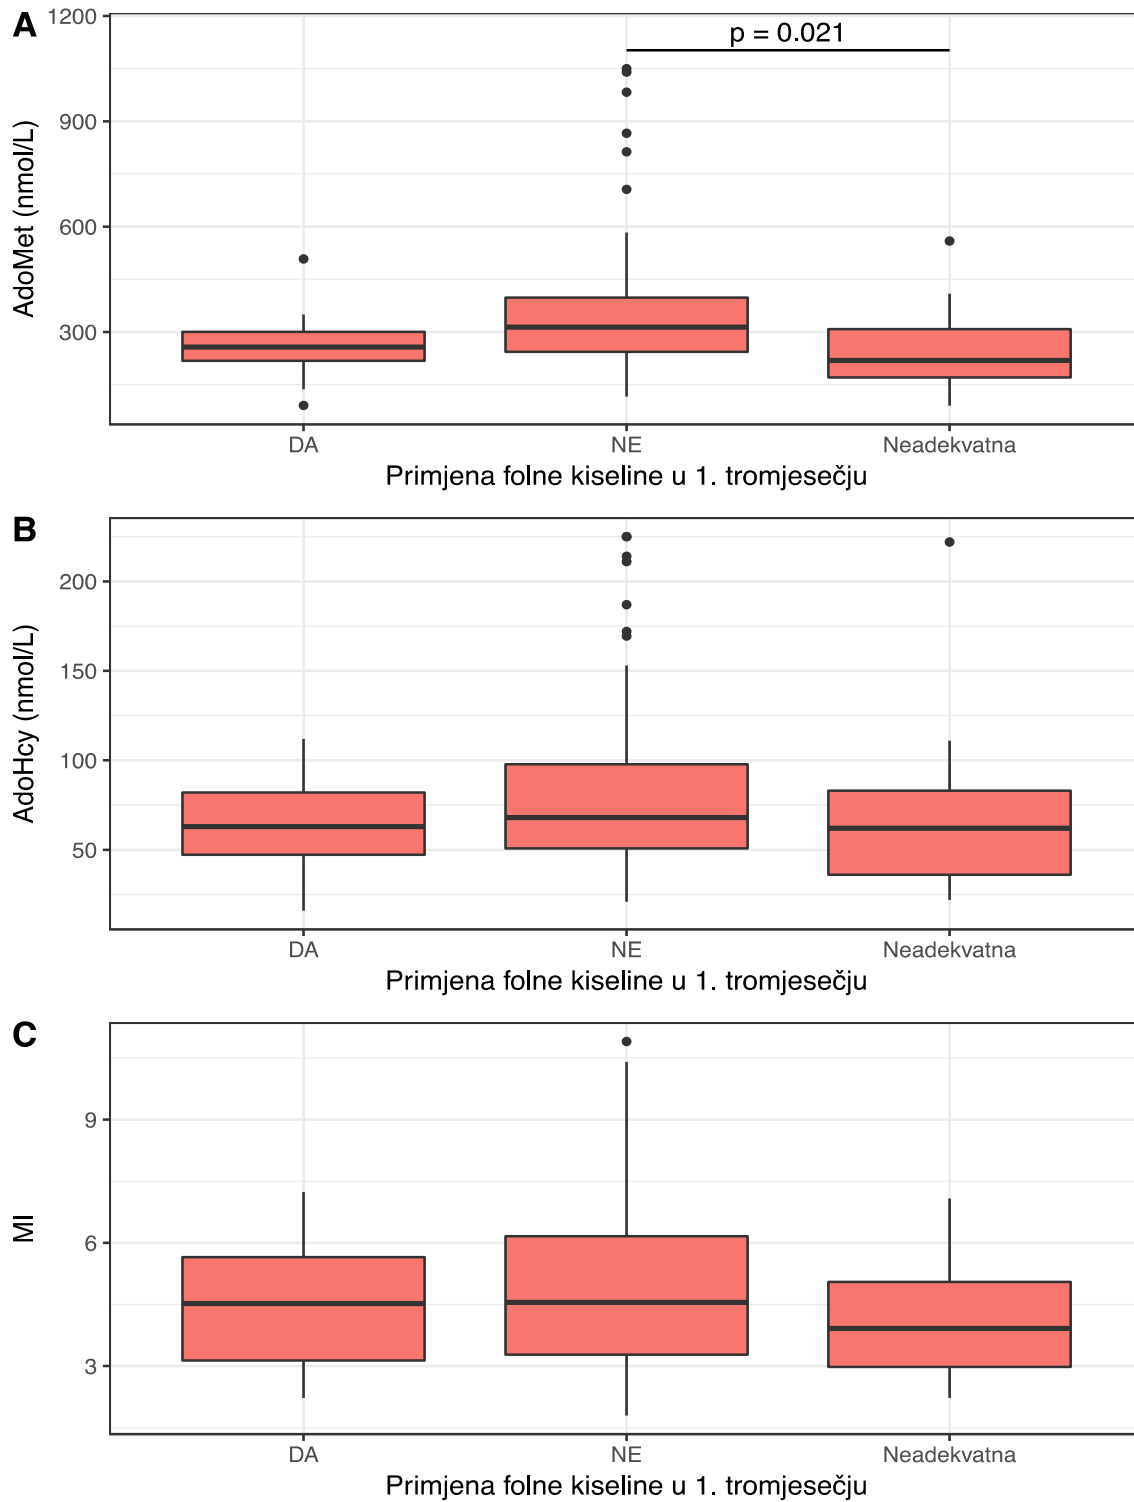 A
1200
p = 0.021
900
600
300
AdoMet (nmol/L)
DA NE Neadekvatna
Primjena folne kiseline u 1. tromjesečju
B
200
150
100
50
AdoHcy (nmol/L)
DA NE Neadekvatna
Primjena folne kiseline u 1. tromjesečju
C
9
6
3
MI
DA NE Neadekvatna
Primjena folne kiseline u 1. tromjesečju